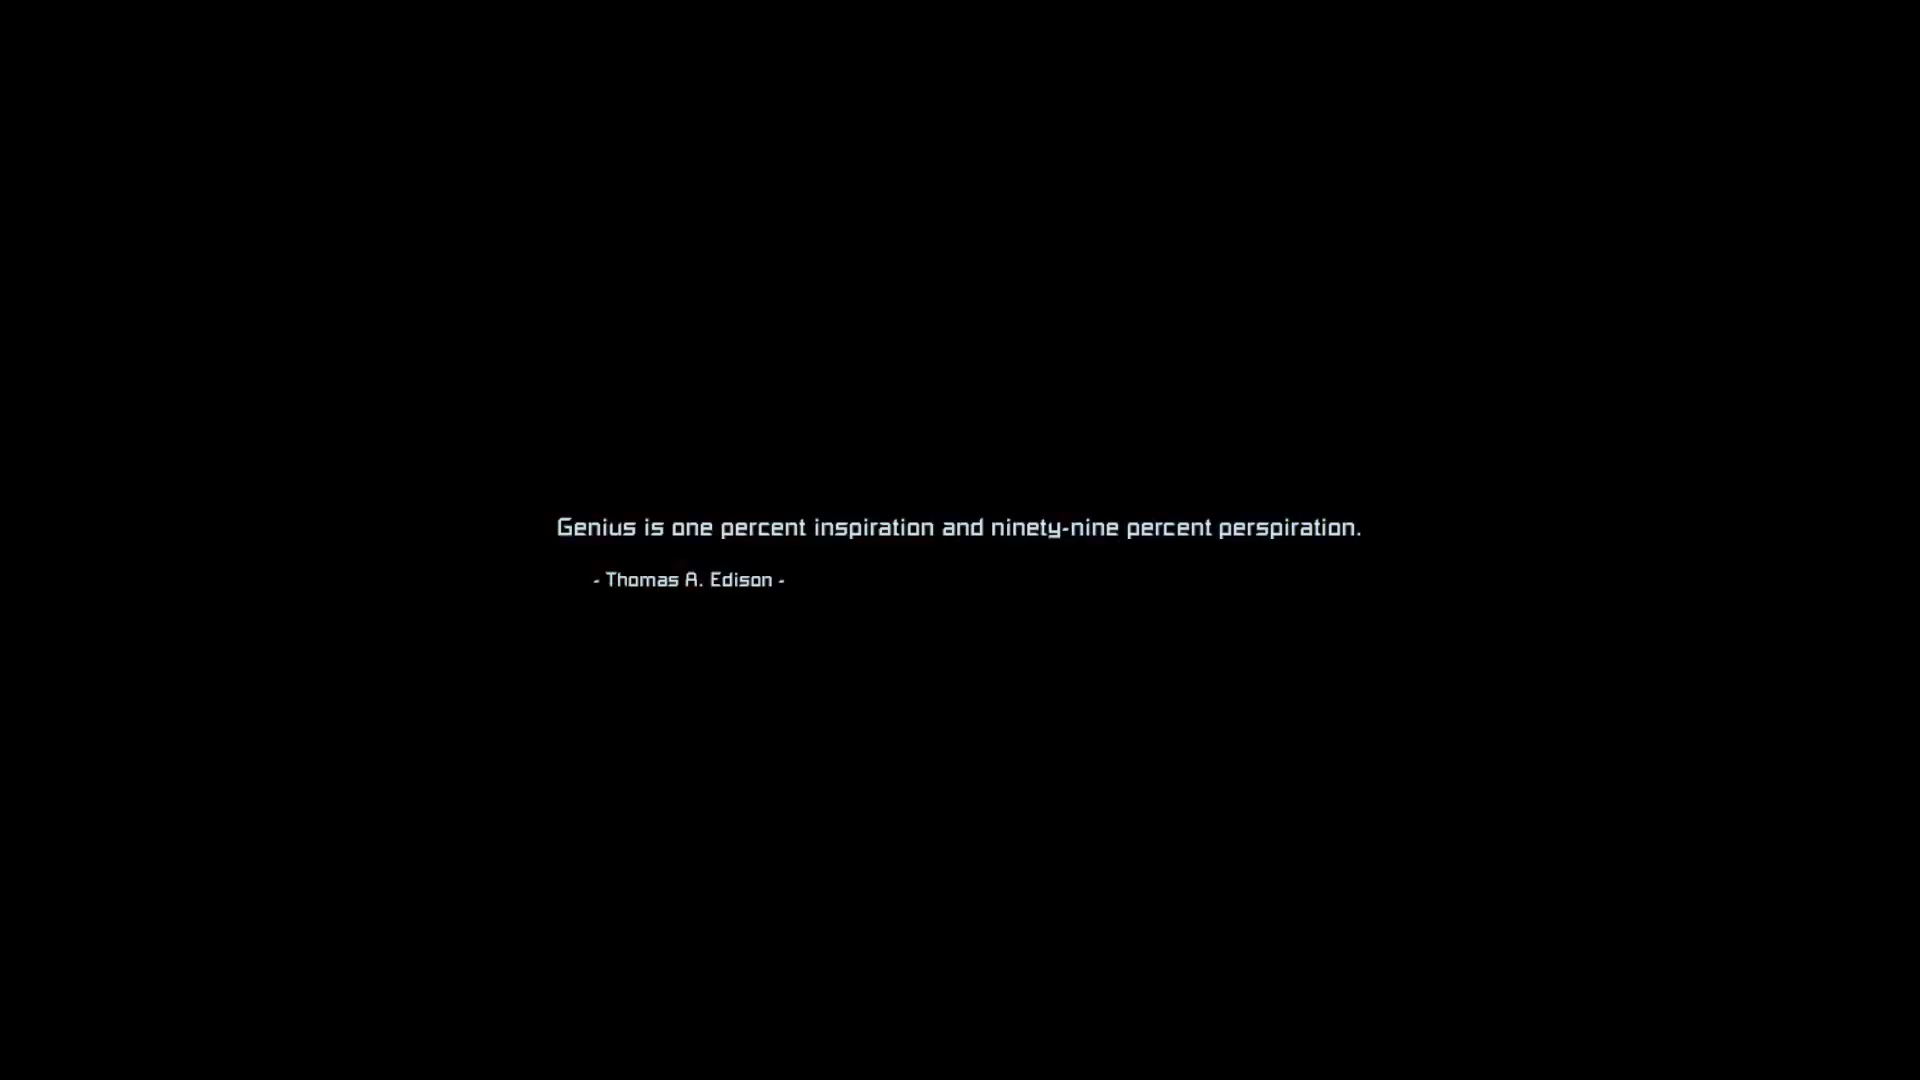 Genius is one percent inspiration and ninety-nine percent perspiration.
- Thomas A. Edison -